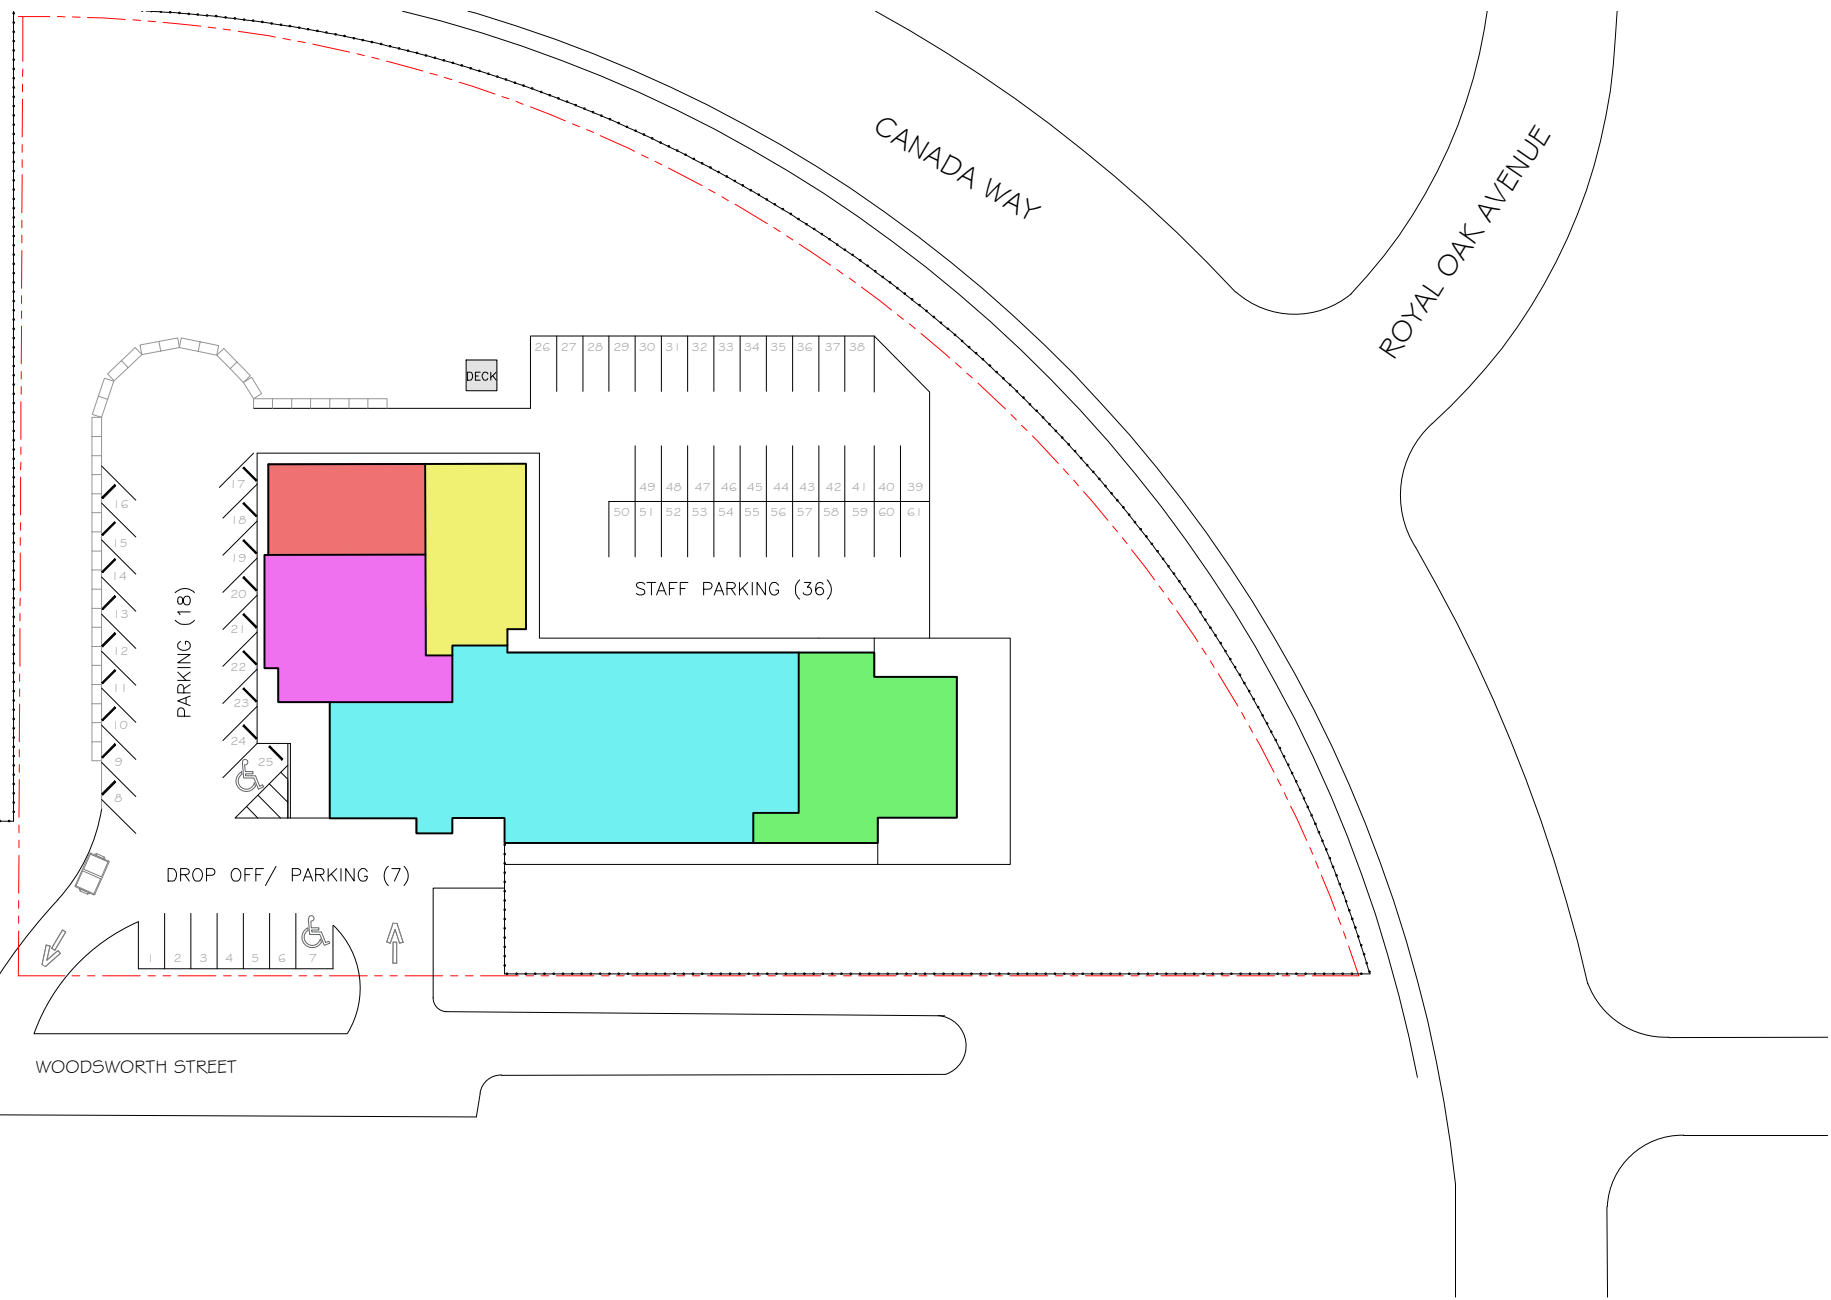 CANADA WAY
ROYAL OAK AVENUE
DECK
26 27 28 29 30 31 32 33 34 35 36 37 38
49 48 47 46 45 44 43 42 41 40 39
50 51 52 53 54 55 56 57 58 59 60 61
STAFF PARKING (36)
16
15
14
13
12
11
10
9
8
PARKING (18)
17
18
19
20
21
22
23
24
25
DROP OFF/ PARKING (7)
1 2 3 4 5 6 7
WOODSWORTH STREET